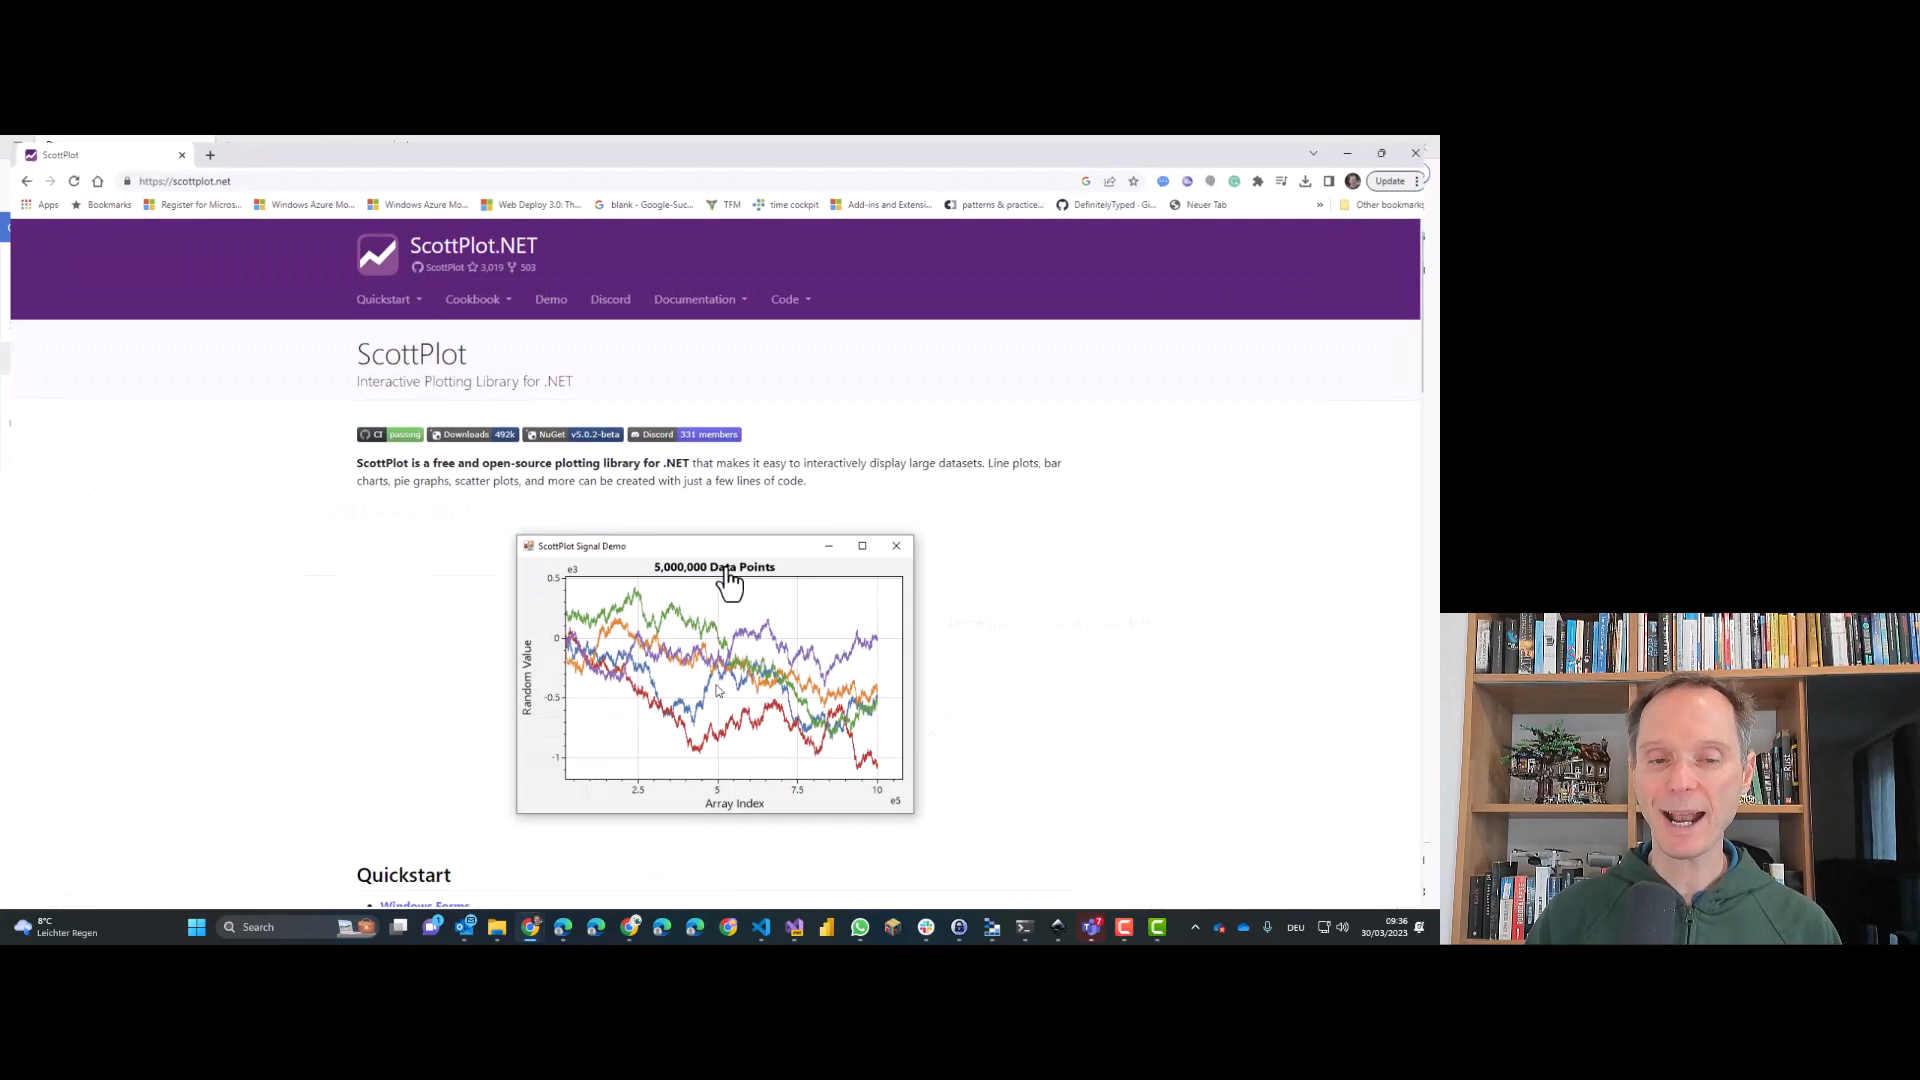 ScottPlot
https://scottplot.net
Update
Apps
Bookmarks
Register for Micros...
Windows Azure Mo...
Windows Azure Mo...
Web Deploy 3.0: Th...
blank - Google-Suc...
TFM
time cockpit
Add-ins and Extensi...
patterns & practice...
DefinitelyTyped · Gi...
Neuer Tab
»
Other bookmarks
ScottPlot.NET
ScottPlot 3,019 503
Quickstart
Cookbook
Demo
Discord
Documentation
Code
ScottPlot
Interactive Plotting Library for .NET
CI passing
Downloads 492k
NuGet v5.0.2-beta
Discord 331 members
ScottPlot is a free and open-source plotting library for .NET that makes it easy to interactively display large datasets. Line plots, bar
charts, pie graphs, scatter plots, and more can be created with just a few lines of code.
ScottPlot Signal Demo
5,000,000 Data Points
e3
0.5
0
-0.5
-1
Random Value
2.5
5
7.5
10
Array Index
e5
Quickstart
Windows Forms
8°C
Leichter Regen
Search
DEU
09:36
30/03/2023
Rust